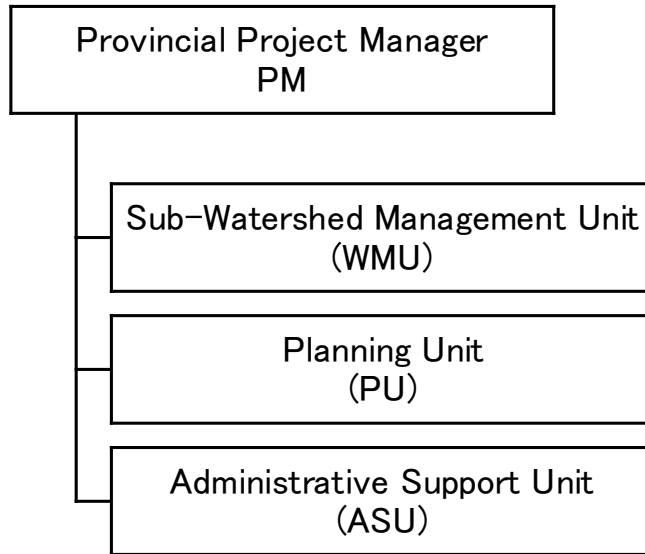 Provincial Project Manager
PM
Sub-Watershed Management Unit
(WMU)
Planning Unit
(PU)
Administrative Support Unit
(ASU)